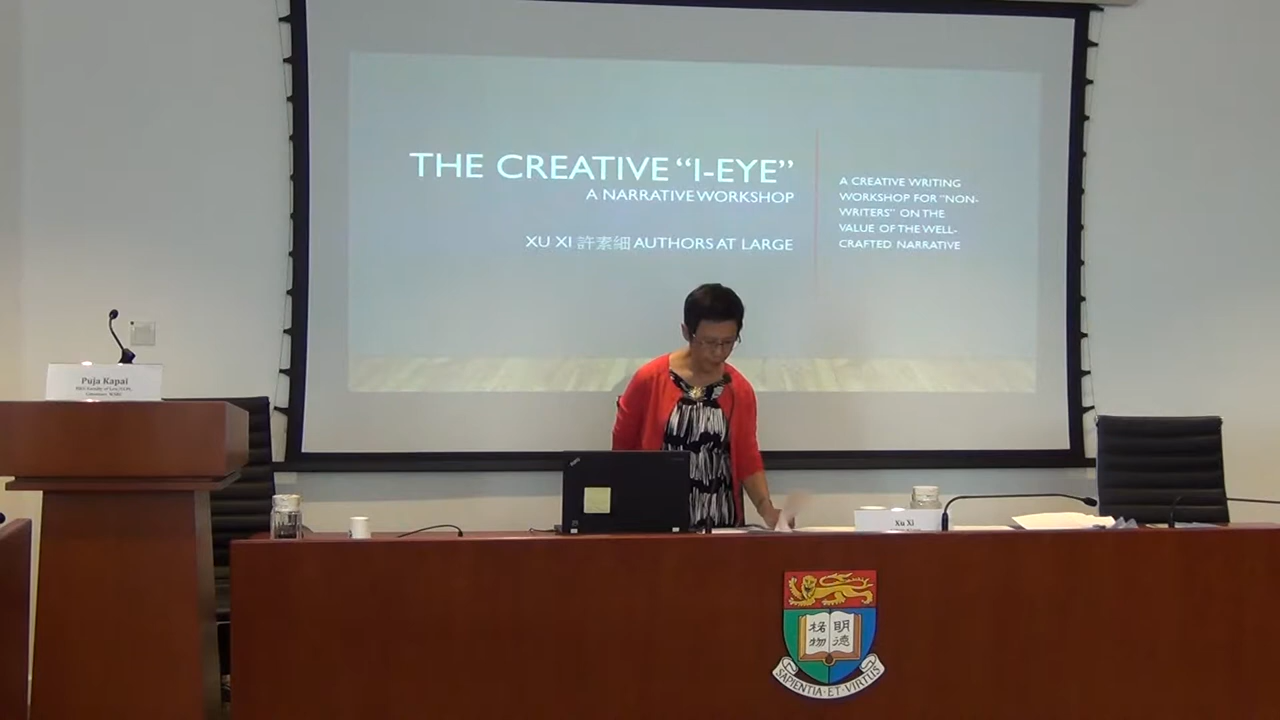 THE CREATIVE “I-EYE”
A NARRATIVE WORKSHOP
XU XI 許素細 AUTHORS AT LARGE
A CREATIVE WRITING
WORKSHOP FOR “NON-
WRITERS” ON THE
VALUE OF THE WELL-
CRAFTED NARRATIVE
Puja Kapai
Xu Xi
明德
格物
SAPIENTIA·ET·VIRTUS